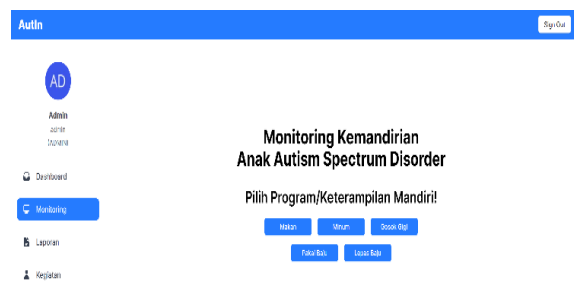 AutIn
Sign Out
AD
Admin
admin
Dashboard
Monitoring
Laporan
Kegiatan
Monitoring Kemandirian
Anak Autism Spectrum Disorder
Pilih Program/Keterampilan Mandiri!
Makan Minum Gosok Gigi
Pakai Baju Lepas Baju